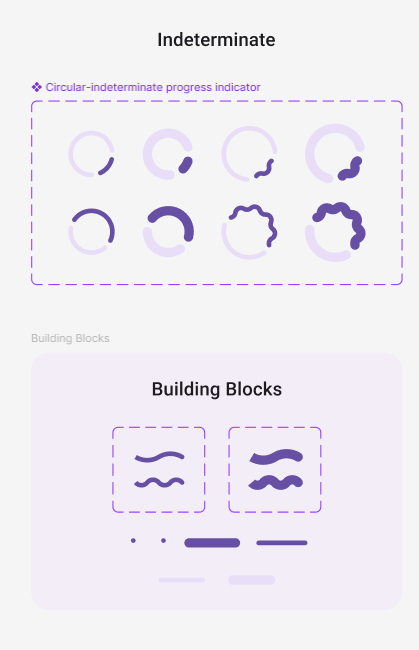 Indeterminate
Circular-indeterminate progress indicator
Building Blocks
Building Blocks